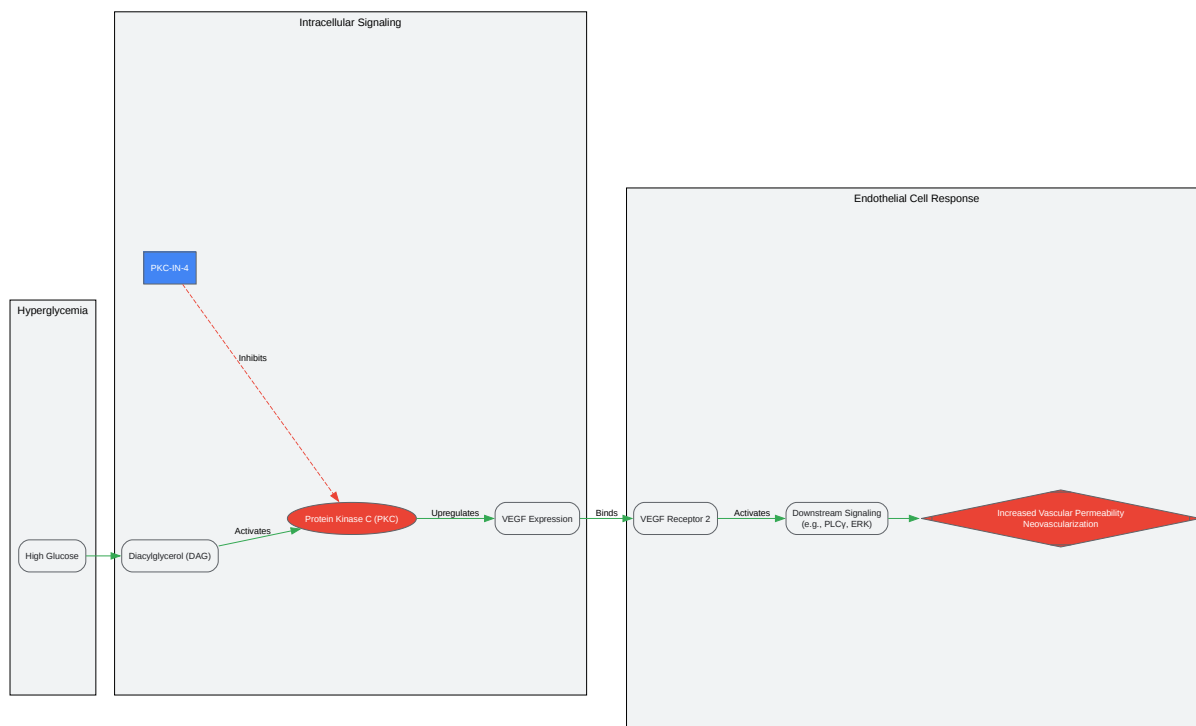 Intracellular Signaling
Endothelial Cell Response
PKC-IN-4
Hyperglycemia
Inhibits
Protein Kinase C (PKC)
Upregulates
VEGF Expression
Binds
VEGF Receptor 2
Activates
Downstream Signaling
(e.g., PLCγ, ERK)
Increased Vascular Permeability
Neovascularization
Activates
High Glucose
Diacylglycerol (DAG)